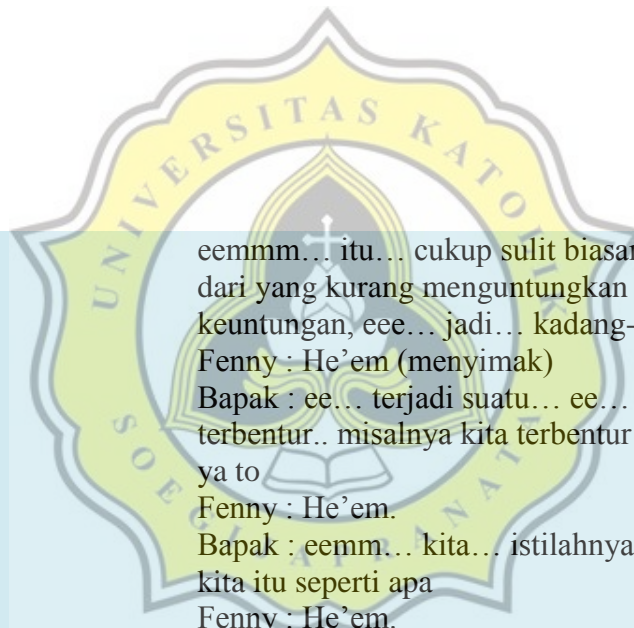 UNIVERSITAS KATOLIK
SOEGIJAPRANATA
eemmm… itu… cukup sulit
dari yang kurang menguntungkan
keuntungan, eee… jadi…
Fenny : He’em (menyimak)
Bapak : ee… terjadi suatu… ee…
terbentur.. misalnya kita terbentur
ya to
Fenny : He’em.
Bapak : eemm… kita… istilahnya
kita itu seperti apa
Fenny : He’em.